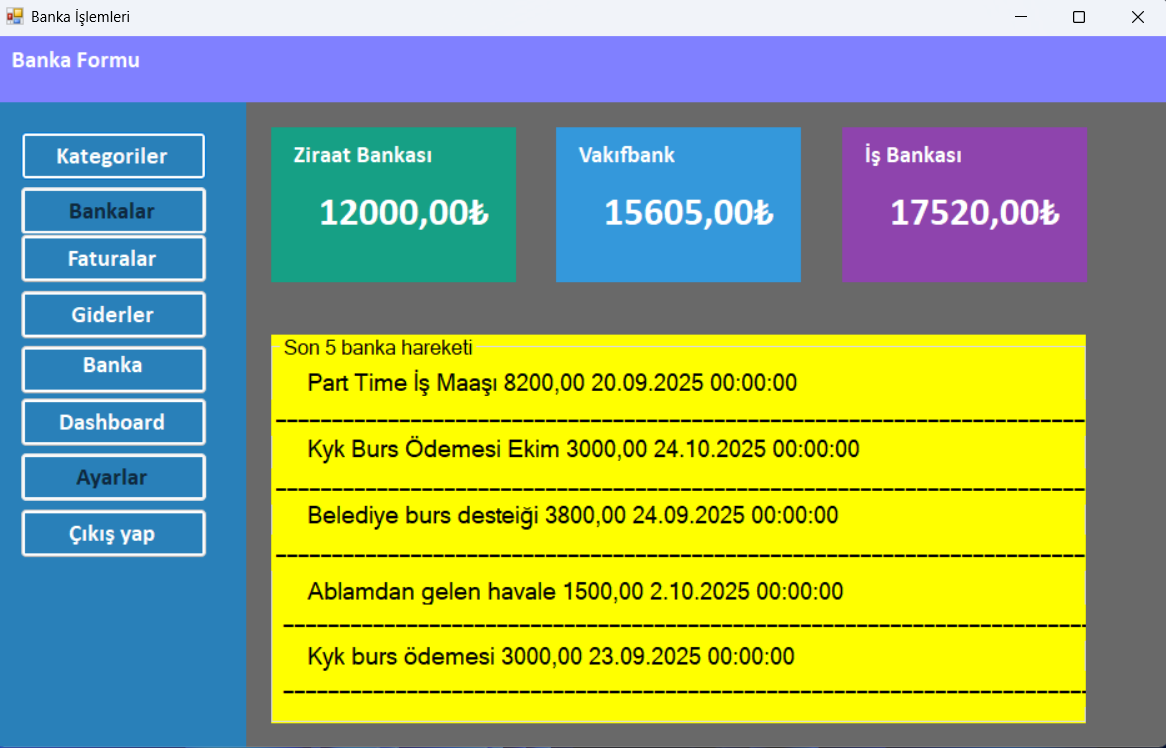 Banka İşlemleri
Banka Formu
Kategoriler
Bankalar
Faturalar
Giderler
Banka
Dashboard
Ayarlar
Çıkış yap
Ziraat Bankası
12000,00₺
Vakıfbank
15605,00₺
İş Bankası
17520,00₺
Son 5 banka hareketi
Part Time İş Maaşı 8200,00 20.09.2025 00:00:00
Kyk Burs Ödemesi Ekim 3000,00 24.10.2025 00:00:00
Belediye burs desteiği 3800,00 24.09.2025 00:00:00
Ablamdan gelen havale 1500,00 2.10.2025 00:00:00
Kyk burs ödemesi 3000,00 23.09.2025 00:00:00